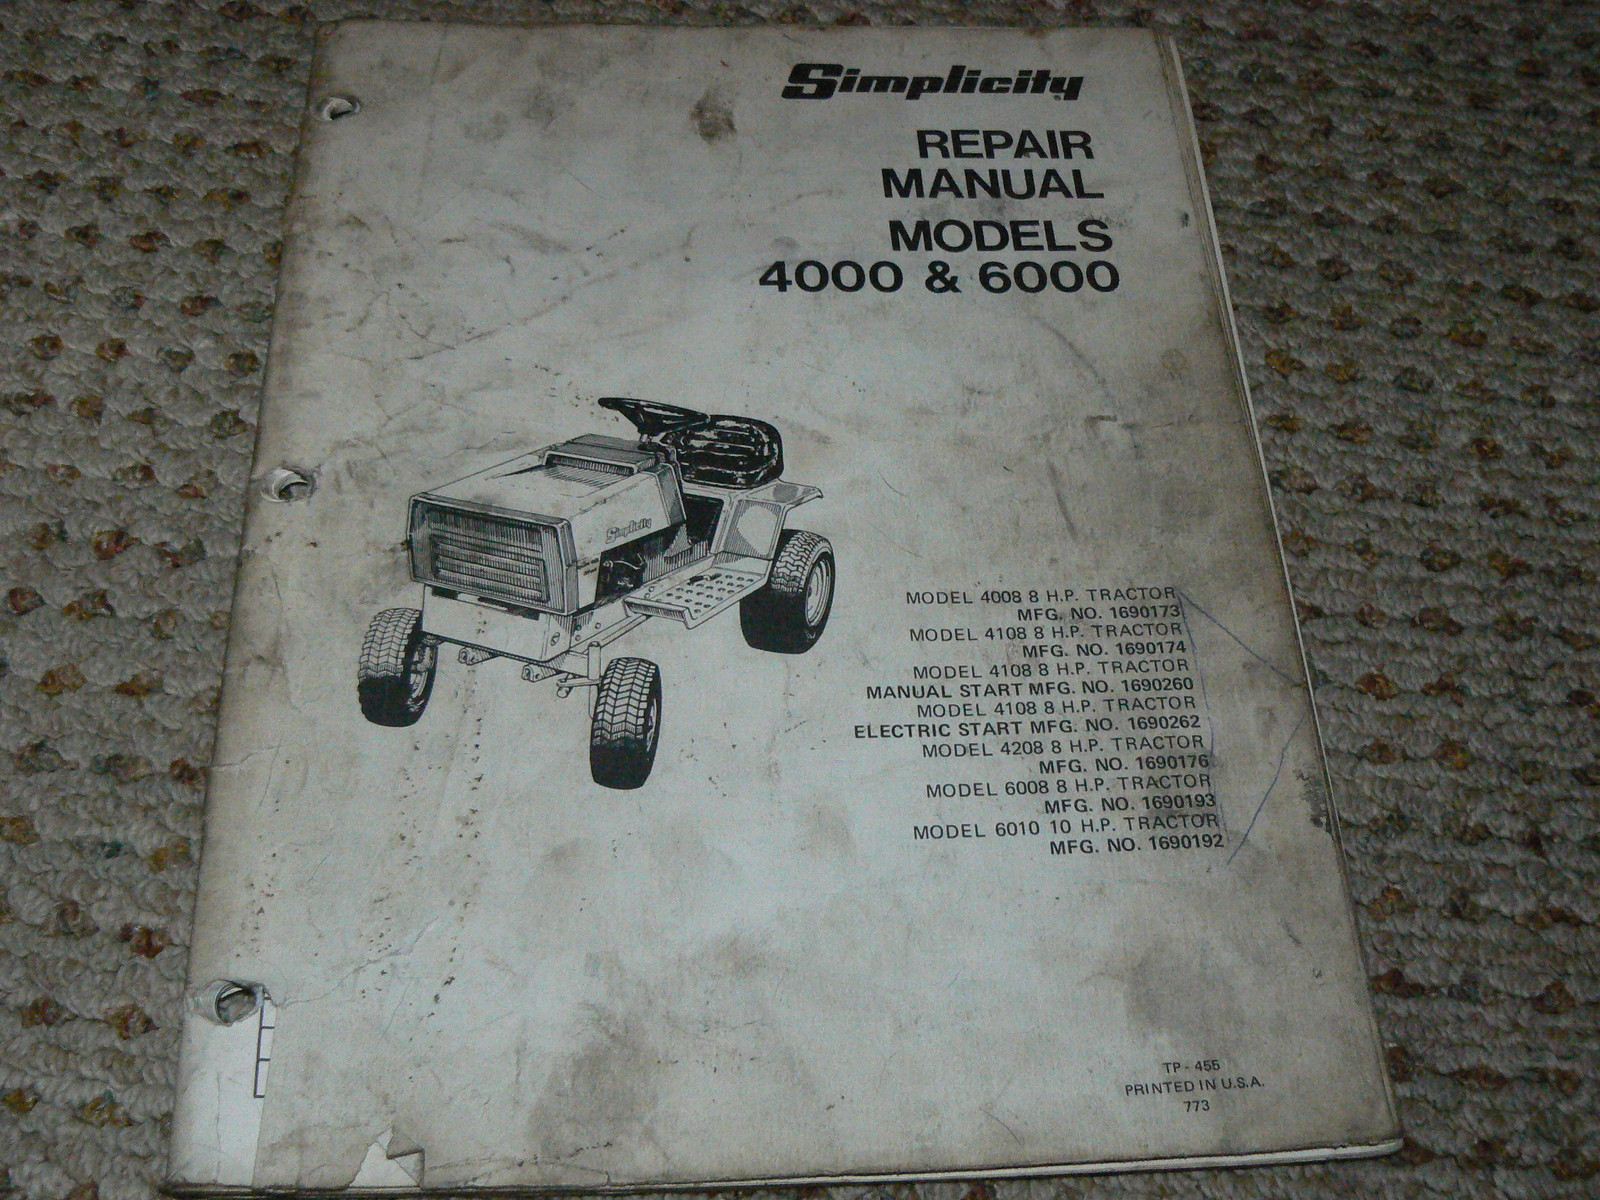 Simplicity
REPAIR
MANUAL
MODELS
4000 & 6000
Simplicity
MODEL 4008 8 H.P. TRACTOR
MFG. NO. 1690173
MODEL 4108 8 H.P. TRACTOR
MFG. NO. 1690174
MODEL 4108 8 H.P. TRACTOR
MANUAL START MFG. NO. 1690260
MODEL 4108 8 H.P. TRACTOR
ELECTRIC START MFG. NO. 1690262
MODEL 4208 8 H.P. TRACTOR
MFG. NO. 1690176
MODEL 6008 8 H.P. TRACTOR
MFG. NO. 1690193
MODEL 6010 10 H.P. TRACTOR
MFG. NO. 1690192
TP - 455
PRINTED IN U.S.A.
773